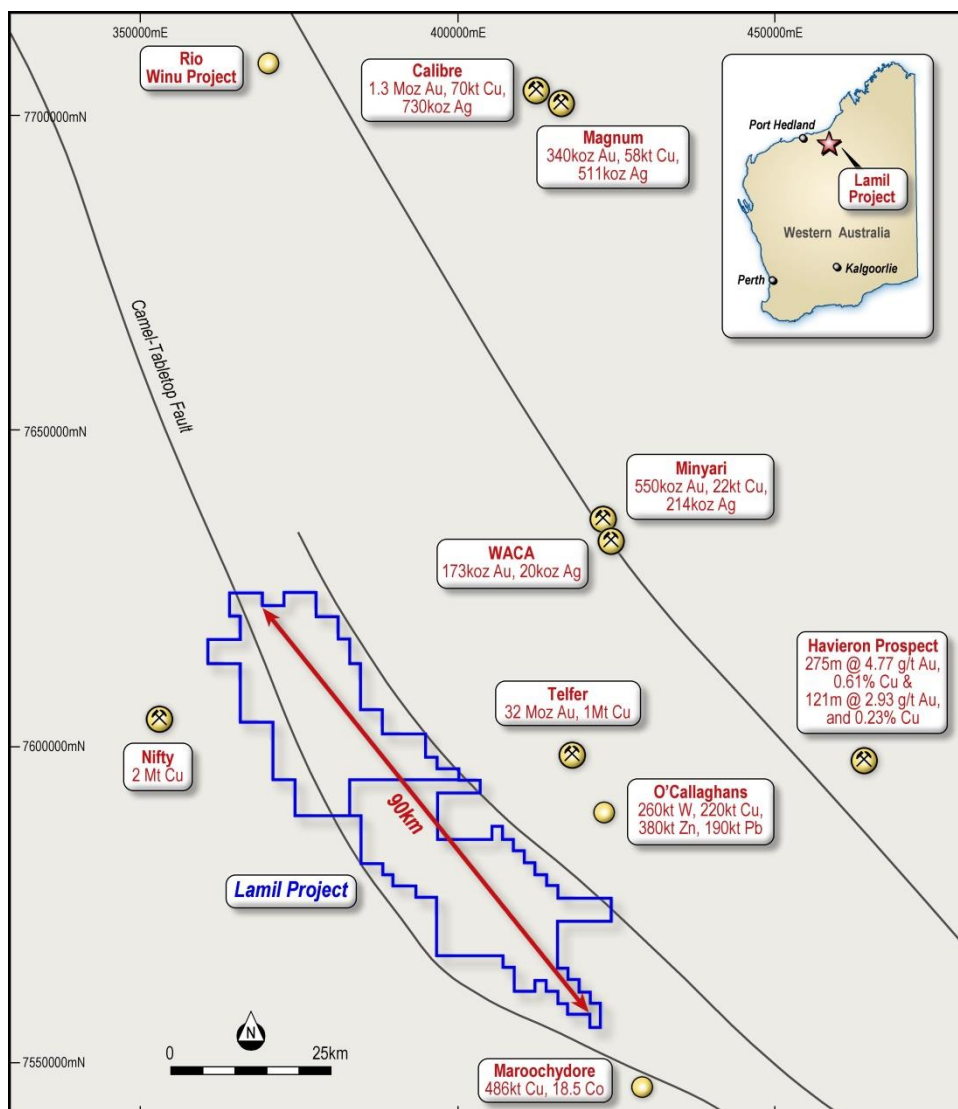 350000mE
400000mE
450000mE
7700000mN
7650000mN
7600000mN
7550000mN
Rio
Winu Project
Calibre
1.3 Moz Au, 70kt Cu,
730koz Ag
Magnum
340koz Au, 58kt Cu,
511koz Ag
Port Hedland
Lamil
Project
Western Australia
Kalgoorlie
Perth
Camel-Tabletop Fault
Minyari
550koz Au, 22kt Cu,
214koz Ag
WACA
173koz Au, 20koz Ag
Havieron Prospect
275m @ 4.77 g/t Au,
0.61% Cu &
121m @ 2.93 g/t Au,
and 0.23% Cu
Telfer
32 Moz Au, 1Mt Cu
Nifty
2 Mt Cu
O'Callaghans
260kt W, 220kt Cu,
380kt Zn, 190kt Pb
90km
Lamil Project
N
0
25km
Maroochydore
486kt Cu, 18.5 Co